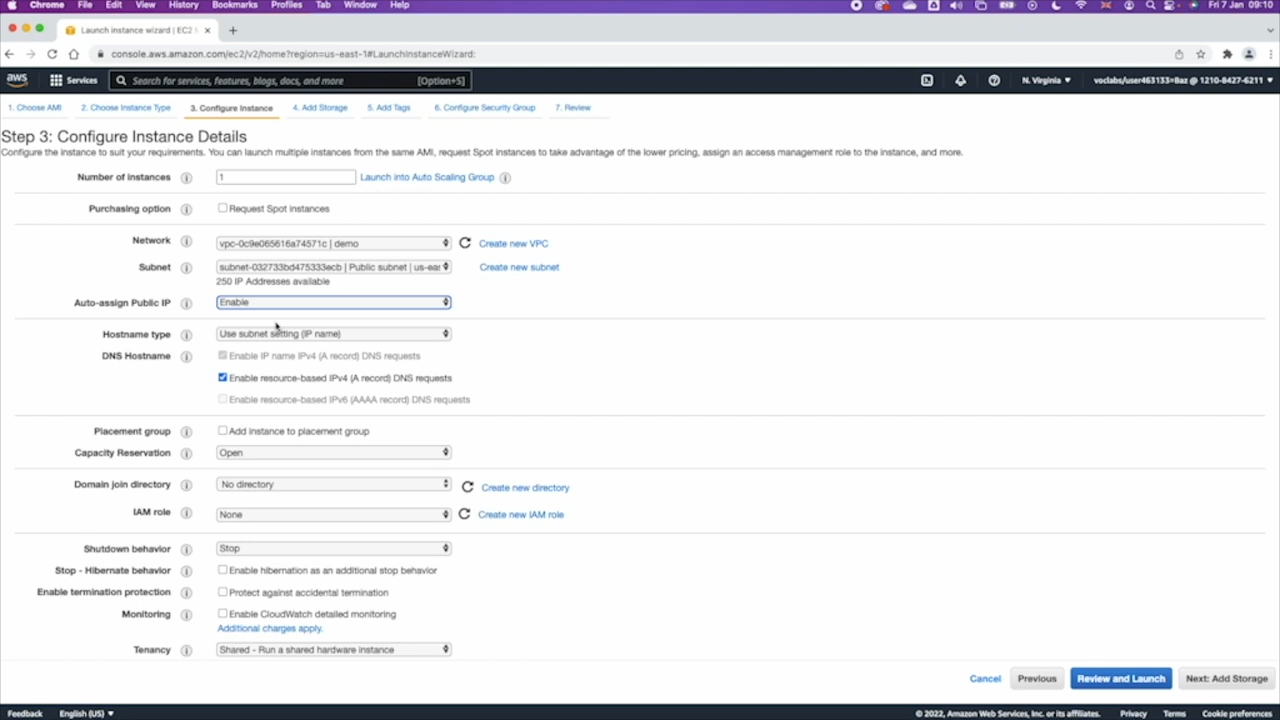 Chrome File Edit View History Bookmarks Profiles Tab Window Help Fri 7 Jan 09:10
Launch instance wizard | EC2
console.aws.amazon.com/ec2/v2/home?region=us-east-1#LaunchInstanceWizard:
aws Services Search for services, features, blogs, docs, and more [Option+S] N. Virginia voclabs/user463133=Baz @ 1210-8427-6211
1. Choose AMI 2. Choose Instance Type 3. Configure Instance 4. Add Storage 5. Add Tags 6. Configure Security Group 7. Review
Step 3: Configure Instance Details
Configure the instance to suit your requirements. You can launch multiple instances from the same AMI, request Spot instances to take advantage of the lower pricing, assign an access management role to the instance, and more.
Number of instances 1 Launch into Auto Scaling Group
Purchasing option Request Spot instances
Network vpc-0c9e065616a74571c | demo Create new VPC
Subnet subnet-032733bd475333ecb | Public subnet | us-eas Create new subnet
250 IP Addresses available
Auto-assign Public IP Enable
Hostname type Use subnet setting (IP name)
DNS Hostname Enable IP name IPv4 (A record) DNS requests
Enable resource-based IPv4 (A record) DNS requests
Enable resource-based IPv6 (AAAA record) DNS requests
Placement group Add instance to placement group
Capacity Reservation Open
Domain join directory No directory Create new directory
IAM role None Create new IAM role
Shutdown behavior Stop
Stop - Hibernate behavior Enable hibernation as an additional stop behavior
Enable termination protection Protect against accidental termination
Monitoring Enable CloudWatch detailed monitoring
Additional charges apply.
Tenancy Shared - Run a shared hardware instance
Cancel Previous Review and Launch Next: Add Storage
Feedback English (US) © 2022, Amazon Web Services, Inc. or its affiliates. Privacy Terms Cookie preferences